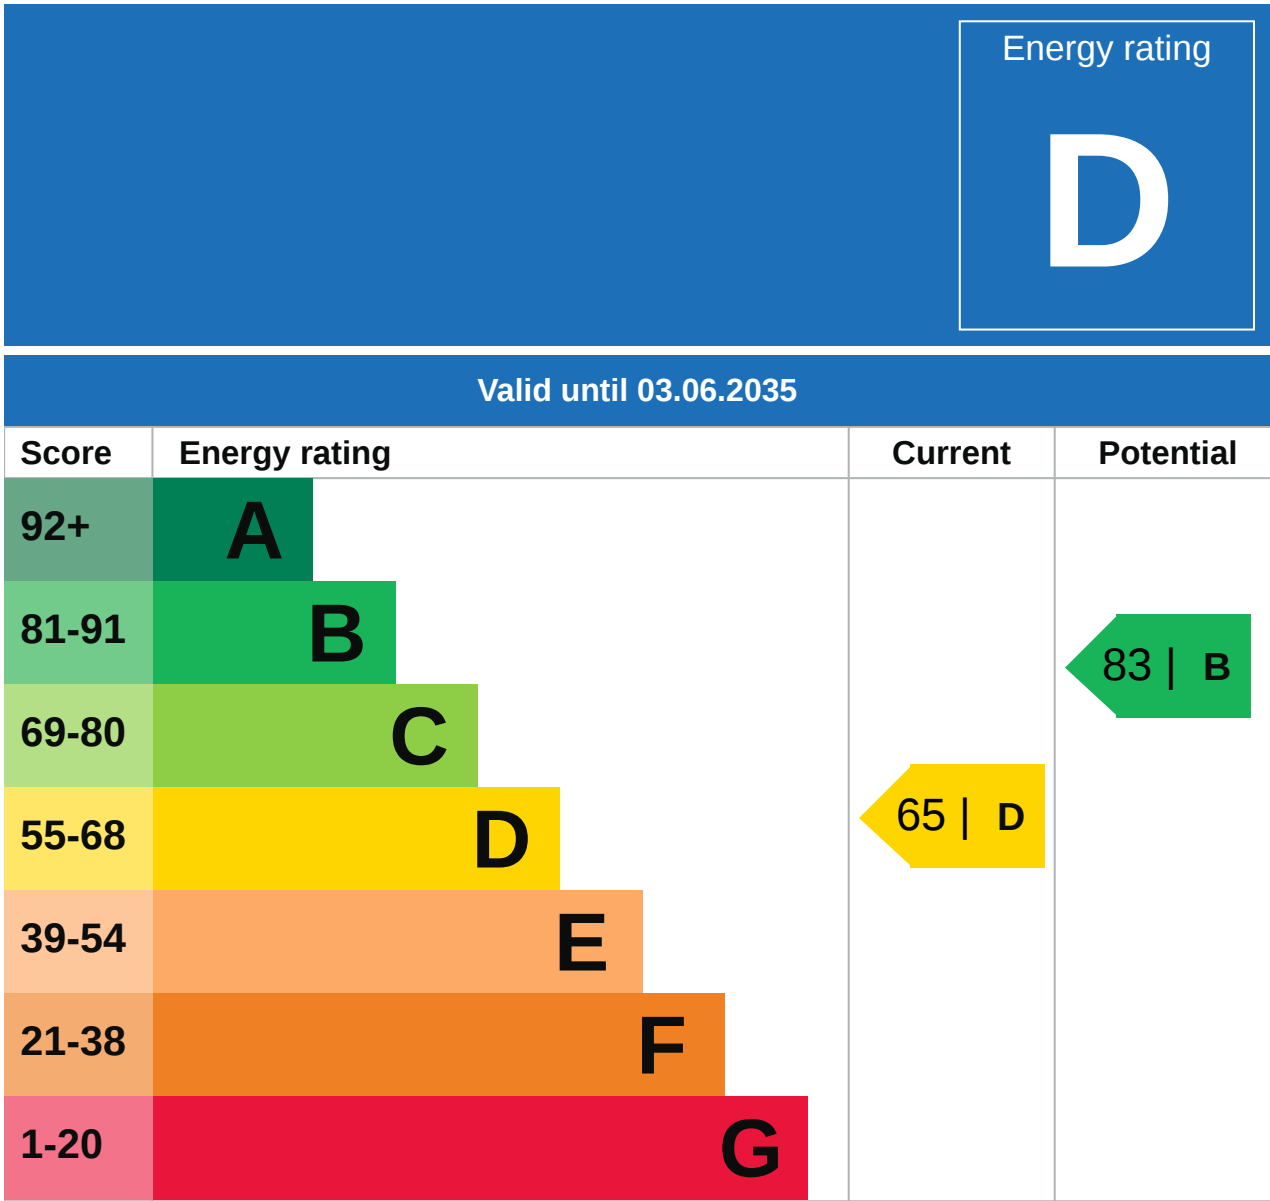 Energy rating
D
Valid until 03.06.2035
Score Energy rating Current Potential
92+ A
81-91 B
83 | B
69-80 C
55-68 D
65 | D
39-54 E
21-38 F
1-20 G